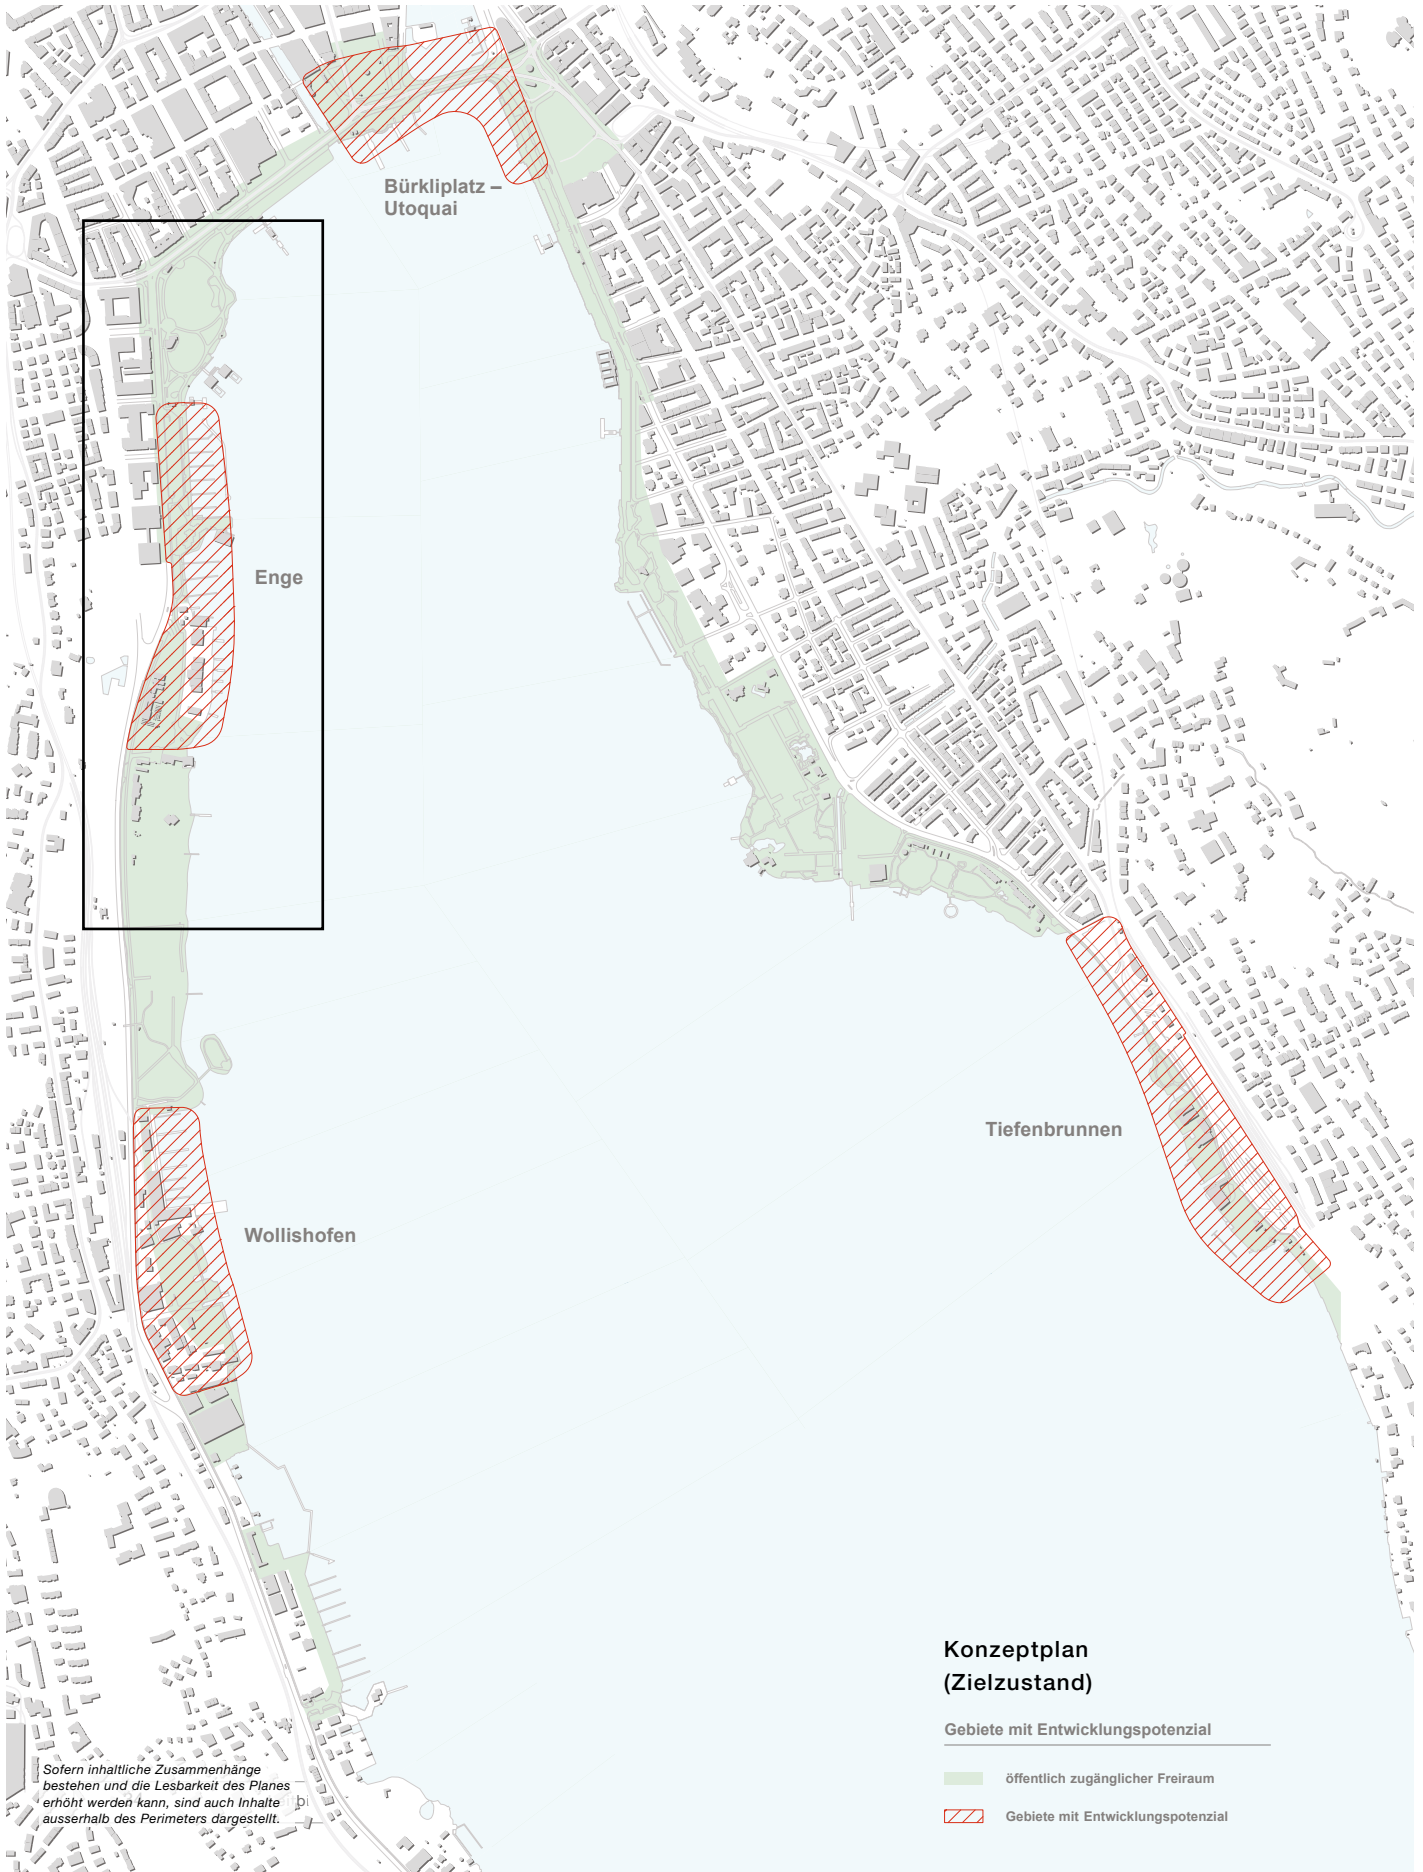 Bürkliplatz –
Utoquai
Enge
Tiefenbrunnen
Wollishofen
Konzeptplan
(Zielzustand)
Gebiete mit Entwicklungspotenzial
öffentlich zugänglicher Freiraum
Gebiete mit Entwicklungspotenzial
Sofern inhaltliche Zusammenhänge
bestehen und die Lesbarkeit des Planes
erhöht werden kann, sind auch Inhalte
ausserhalb des Perimeters dargestellt.